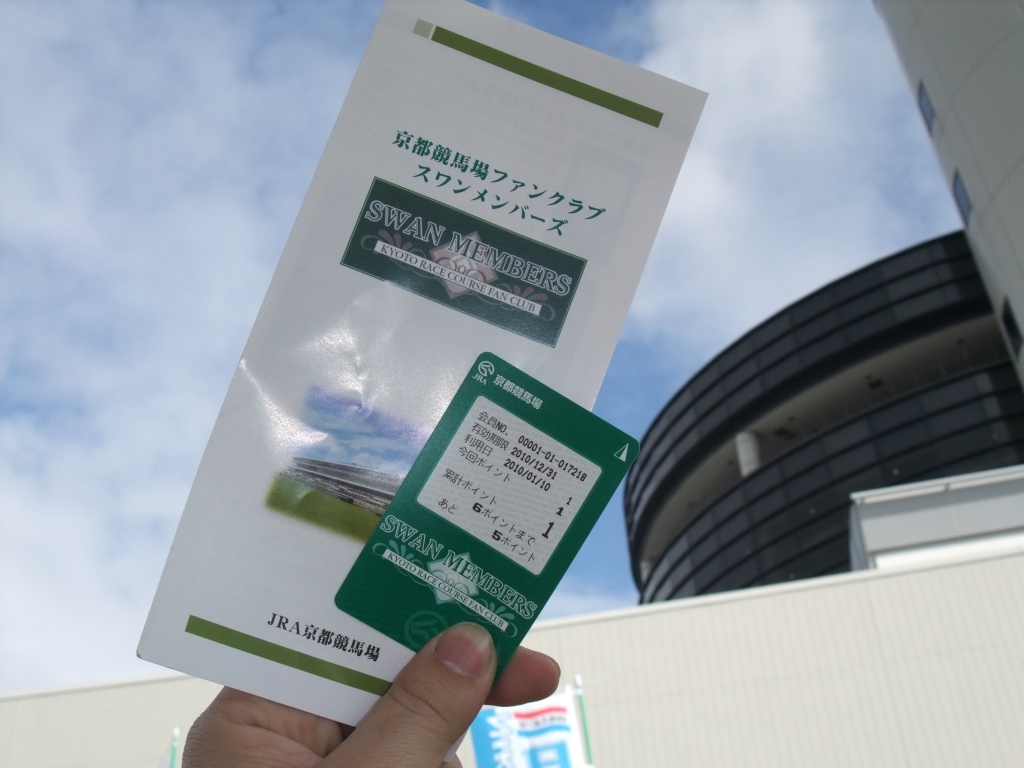 京都競馬場ファンクラブ
スワンメンバーズ
SWAN MEMBERS
KYOTO RACE COURSE FAN CLUB
JRA京都競馬場
JRA 京都競馬場
会員NO. 00001-01-017218
有効期限 2010/12/31
利用日 2010/01/10
今回ポイント 1
1
累計ポイント 1
あと 6ポイントまで
5ポイント
SWAN MEMBERS
KYOTO RACE COURSE FAN CLUB